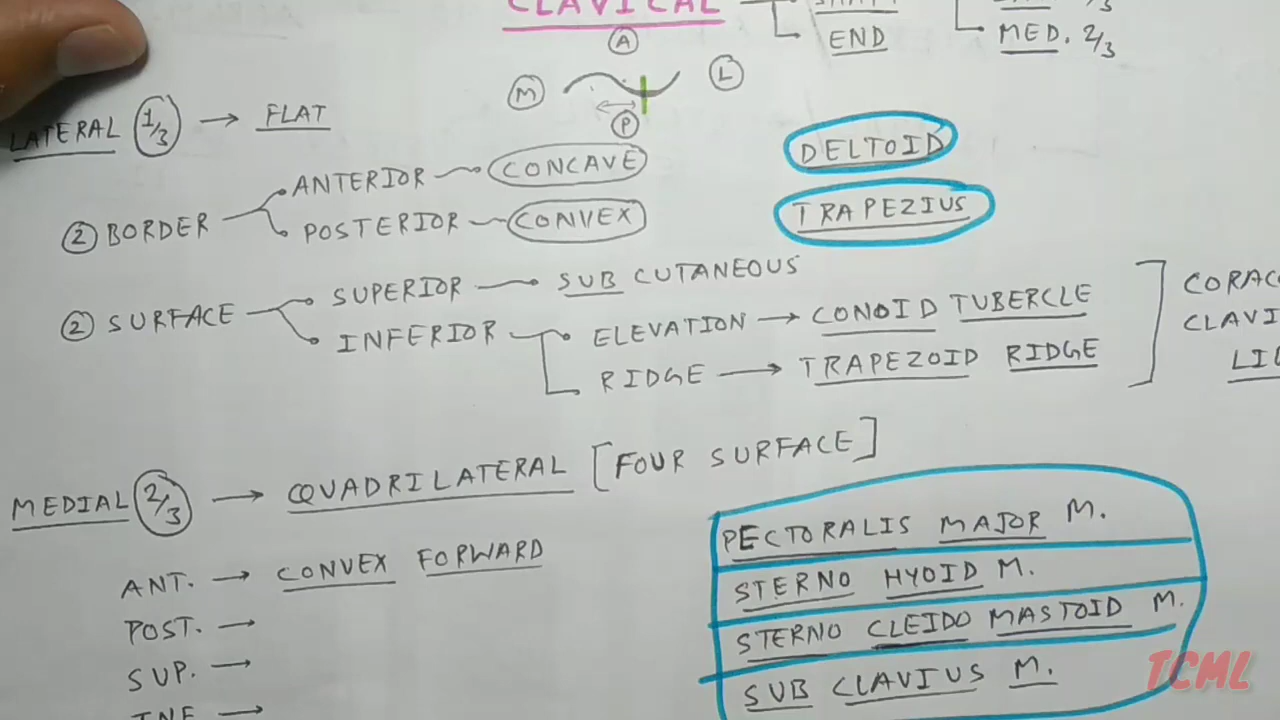 CLAVICAL
END
MED. 2/3
A
M
L
P
LATERAL 1/3 → FLAT
DELTOID
② BORDER
ANTERIOR CONCAVE
POSTERIOR CONVEX
TRAPEZIUS
② SURFACE
SUPERIOR SUB CUTANEOUS
INFERIOR
ELEVATION → CONOID TUBERCLE
RIDGE → TRAPEZOID RIDGE
MEDIAL 2/3 → QUADRILATERAL [FOUR SURFACE]
ANT. → CONVEX FORWARD
POST. →
SUP. →
INF →
PECTORALIS MAJOR M.
STERNO HYOID M.
STERNO CLEIDO MASTOID M.
SUB CLAVIUS M.
TCML